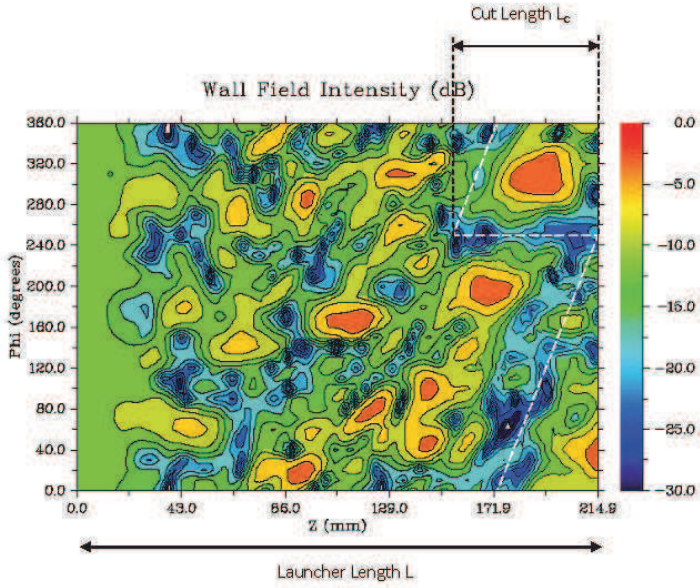 Cut Length Lc
Wall Field Intensity (dB)
360.0
320.0
280.0
240.0
200.0
160.0
120.0
80.0
40.0
0.0
Phi (degrees)
0.0 43.0 86.0 129.0 171.9 214.9
Z (mm)
0.0
-5.0
-10.0
-15.0
-20.0
-25.0
-30.0
Launcher Length L